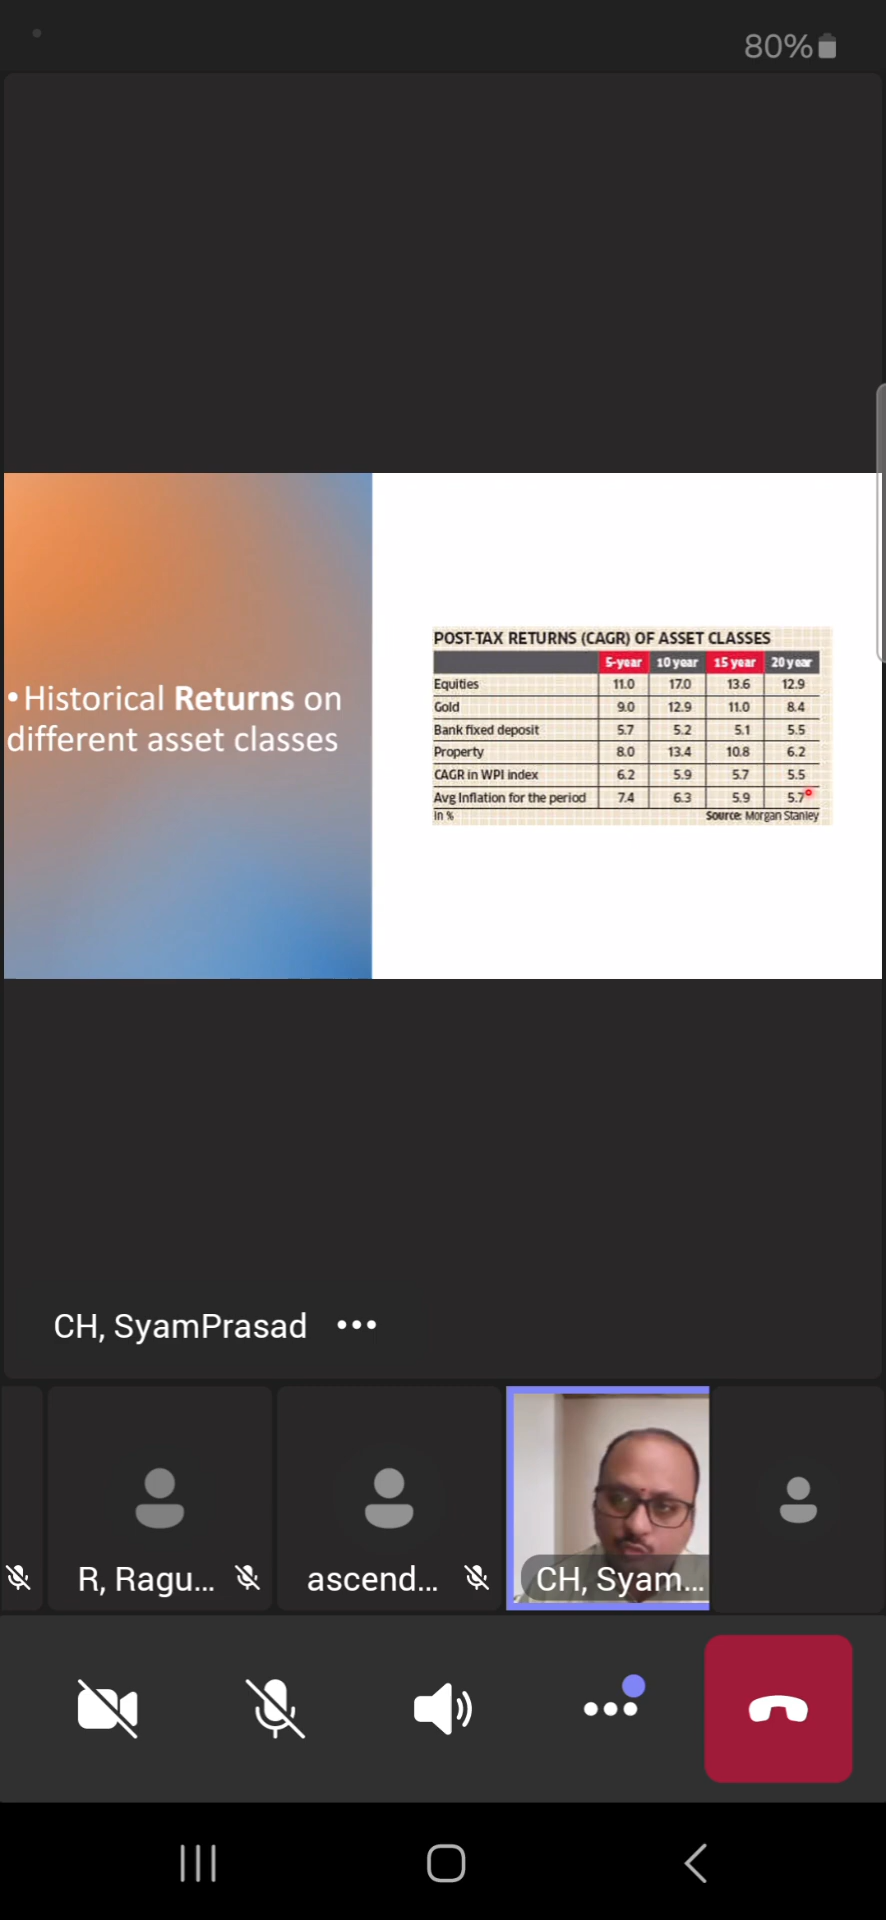 80%
•Historical Returns on
different asset classes
POST-TAX RETURNS (CAGR) OF ASSET CLASSES
5-year 10 year 15 year 20 year
Equities 11.0 17.0 13.6 12.9
Gold 9.0 12.9 11.0 8.4
Bank fixed deposit 5.7 5.2 5.1 5.5
Property 8.0 13.4 10.8 6.2
CAGR in WPI index 6.2 5.9 5.7 5.5
Avg Inflation for the period 7.4 6.3 5.9 5.7
in % Source: Morgan Stanley
CH, SyamPrasad •••
R, Ragu... ascend... CH, Syam...